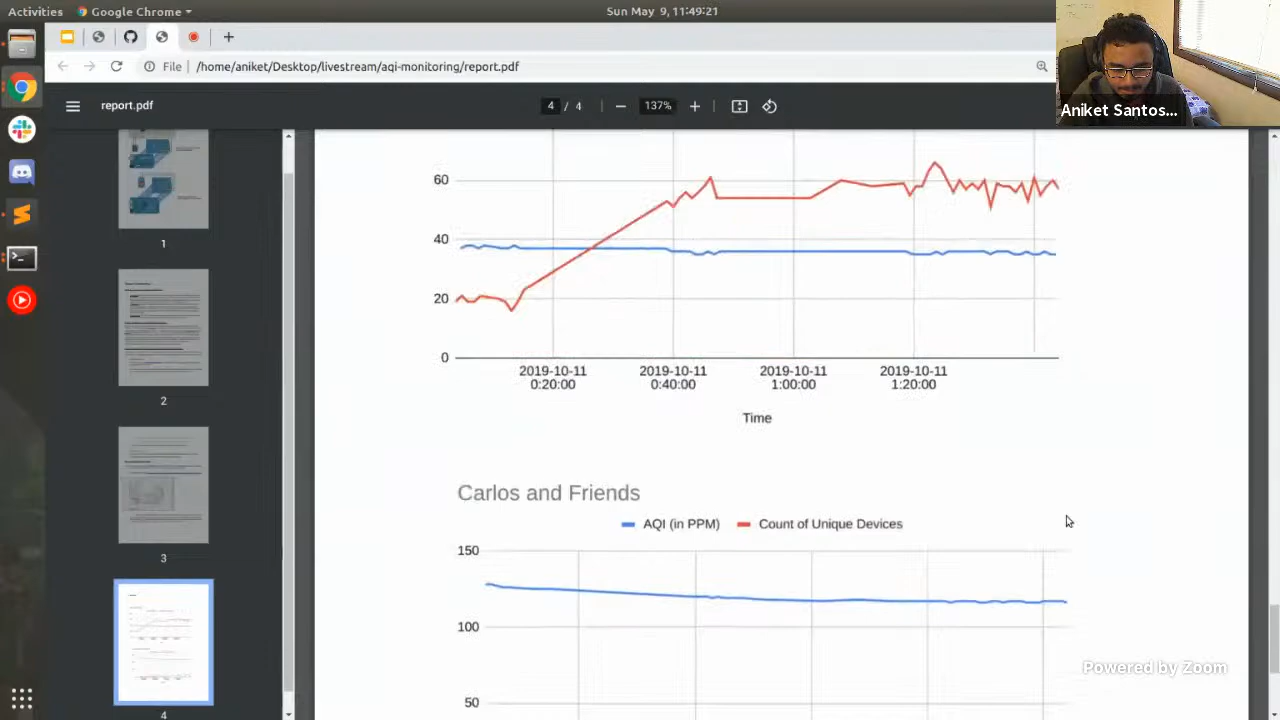 Activities
Google Chrome
Sun May 9, 11:49:21
File
/home/aniket/Desktop/livestream/aqi-monitoring/report.pdf
Aniket Santos...
report.pdf
4 / 4
137%
60
40
20
0
2019-10-11 0:20:00
2019-10-11 0:40:00
2019-10-11 1:00:00
2019-10-11 1:20:00
Time
Carlos and Friends
AQI (in PPM)
Count of Unique Devices
150
100
50
1
2
3
4
Powered by Zoom